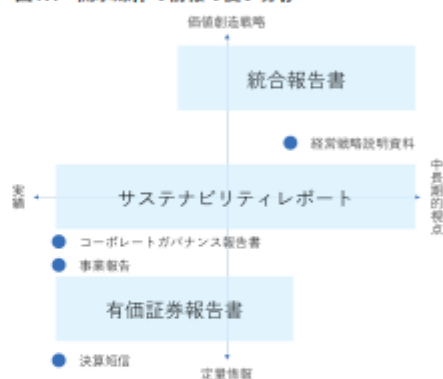 価値創造戦略
統合報告書
経営戦略説明資料
実績
サステナビリティレポート
中長期的視点
コーポレートガバナンス報告書
事業報告
有価証券報告書
決算短信
定量情報